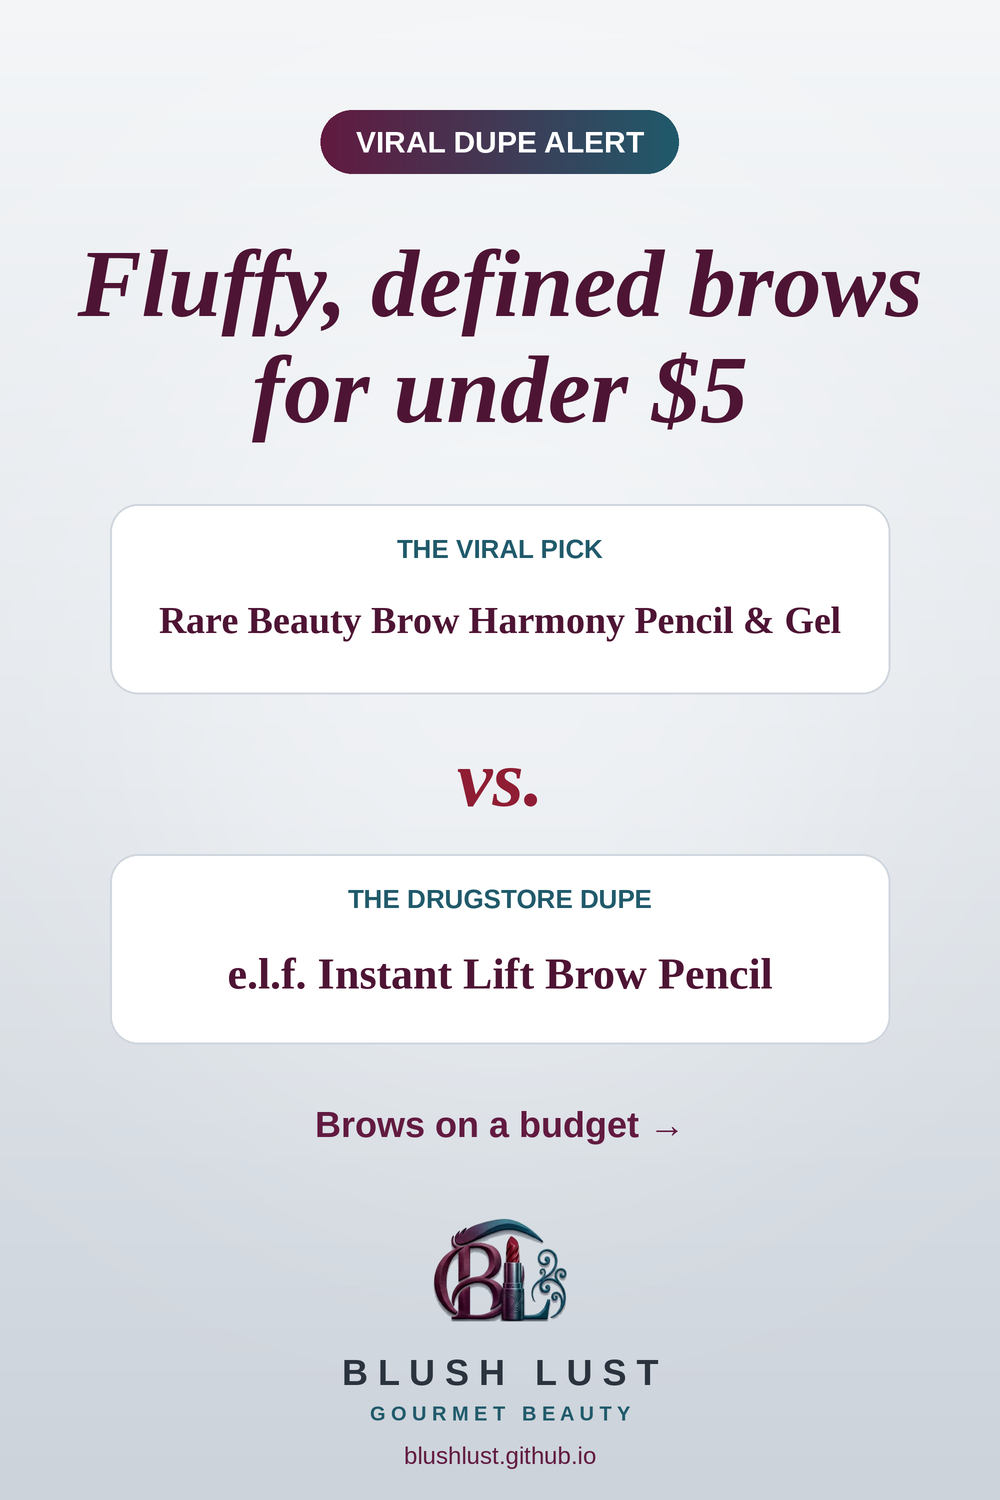 VIRAL DUPE ALERT
Fluffy, defined brows
for under $5
THE VIRAL PICK
Rare Beauty Brow Harmony Pencil & Gel
vs.
THE DRUGSTORE DUPE
e.l.f. Instant Lift Brow Pencil
Brows on a budget →
BL
BLUSH LUST
GOURMET BEAUTY
blushlust.github.io